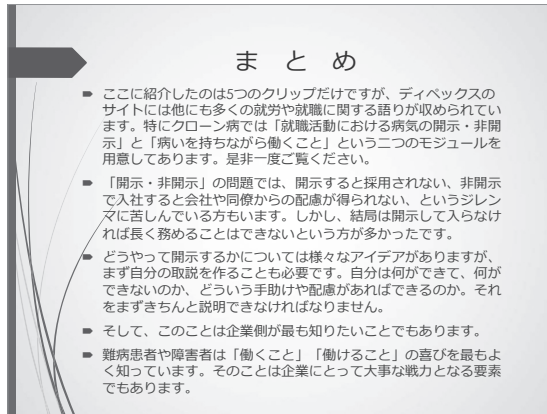 まとめ
ここに紹介したのは5つのクリップだけですが、ディペックスの
サイトには他にも多くの就労や就職に関する語りが収められてい
ます。特にクローン病では「就職活動における病気の開示・非開
示」と「病いを持ちながら働くこと」という二つのモジュールを
用意してあります。是非一度ご覧ください。
「開示・非開示」の問題では、開示すると採用されない、非開示
で入社すると会社や同僚からの配慮が得られない、というジレン
マに苦しんでいる方もいます。しかし、結局は開示して入らなけ
れば長く務めることはできないという方が多かったです。
どうやって開示するかについては様々なアイデアがありますが、
まず自分の取説を作ることも必要です。自分は何ができて、何が
できないのか、どういう手助けや配慮があればできるのか。それ
をまずきちんと説明できなければなりません。
そして、このことは企業側が最も知りたいことでもあります。
難病患者や障害者は「働くこと」「働けること」の喜びを最もよ
く知っています。そのことは企業にとって大事な戦力となる要素
でもあります。